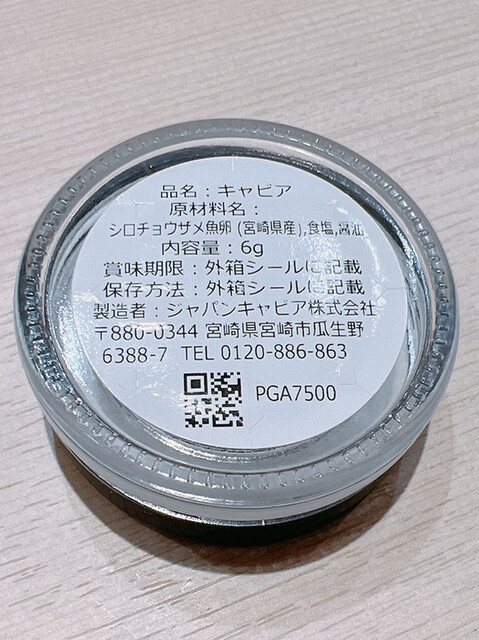 品名：キャビア
原材料名：
シロチョウザメ魚卵 (宮崎県産),食塩,醤油
内容量：6g
賞味期限：外箱シールに記載
保存方法：外箱シールに記載
製造者：ジャパンキャビア株式会社
〒880-0344 宮崎県宮崎市瓜生野
6388-7 TEL 0120-886-863
PGA7500